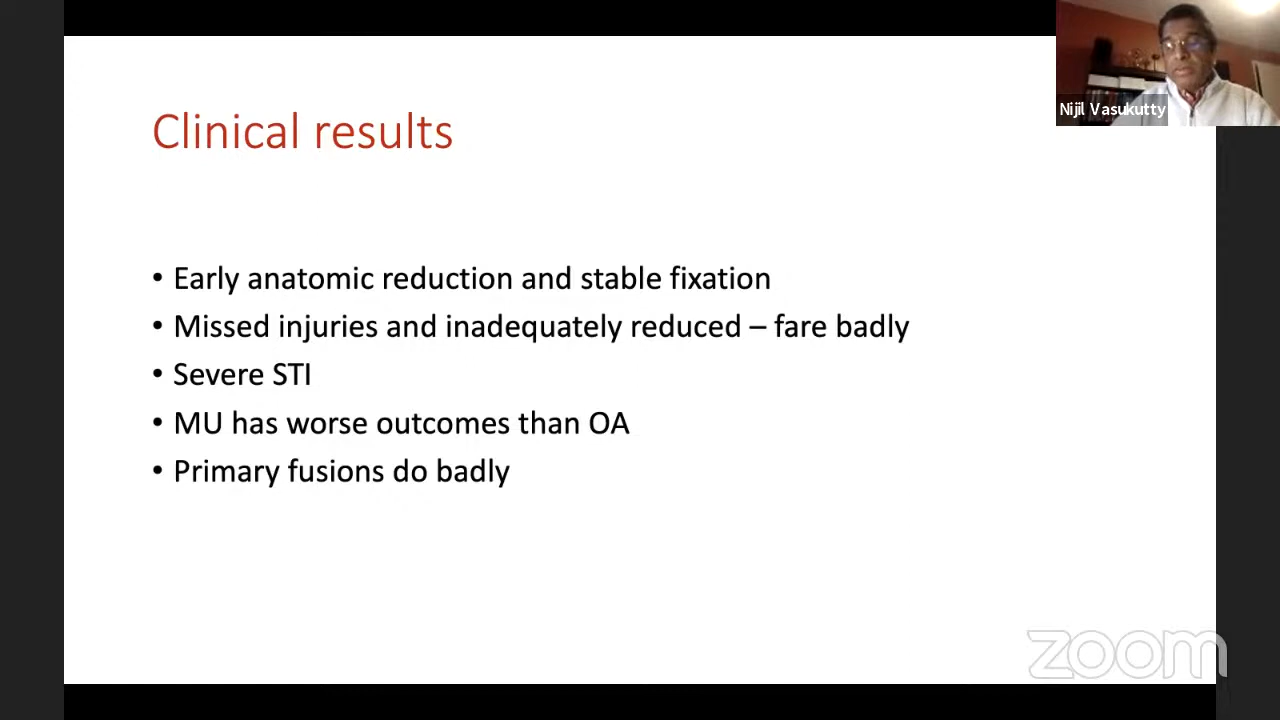 Nijil Vasukutty
Clinical results
• Early anatomic reduction and stable fixation
• Missed injuries and inadequately reduced – fare badly
• Severe STI
• MU has worse outcomes than OA
• Primary fusions do badly
zoom